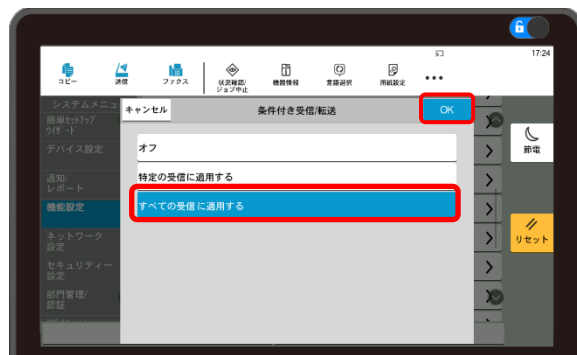 17:24
コピー
送信
ファクス
状況確認/
ジョブ中止
機器情報
言語選択
用紙設定
•••
システムメニュ
キャンセル
条件付き受信/転送
OK
簡単セットアップ
ウィザード
デバイス設定
オフ
節電
通知/
レポート
特定の受信に適用する
機能設定
すべての受信に適用する
ネットワーク
設定
リセット
セキュリティー
設定
部門管理/
認証